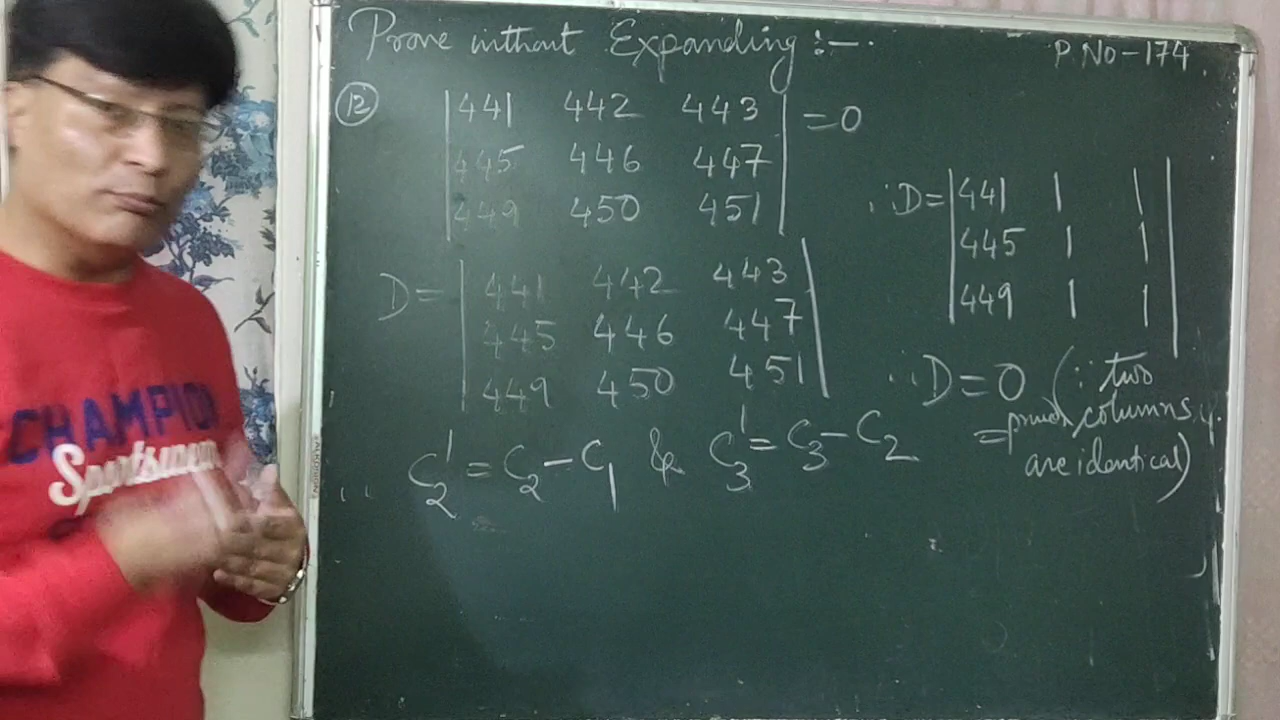 Prove without Expanding :-.
P. No - 174.
12
441 442 443
445 446 447
449 450 451
= 0
D =
441 442 443
445 446 447
449 450 451
C₂' = C₂ - C₁ & C₃' = C₃ - C₂
∴ D =
441 1 1
445 1 1
449 1 1
∴ D = 0 (∵ two
columns
are identical)
CHAMPION
Sportswear